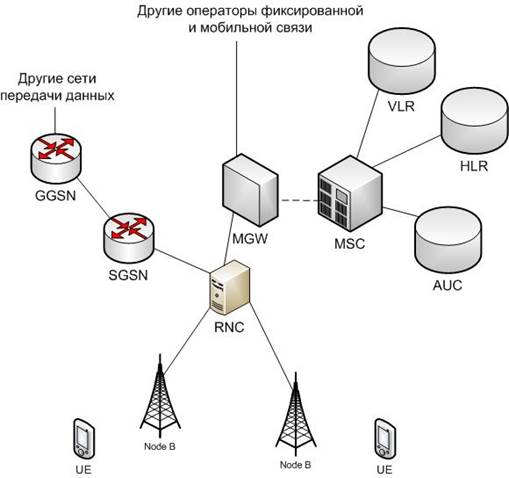 Другие операторы фиксированной
и мобильной связи
Другие сети
передачи данных
VLR
HLR
GGSN
MGW
MSC
SGSN
AUC
RNC
Node B
Node B
UE
UE